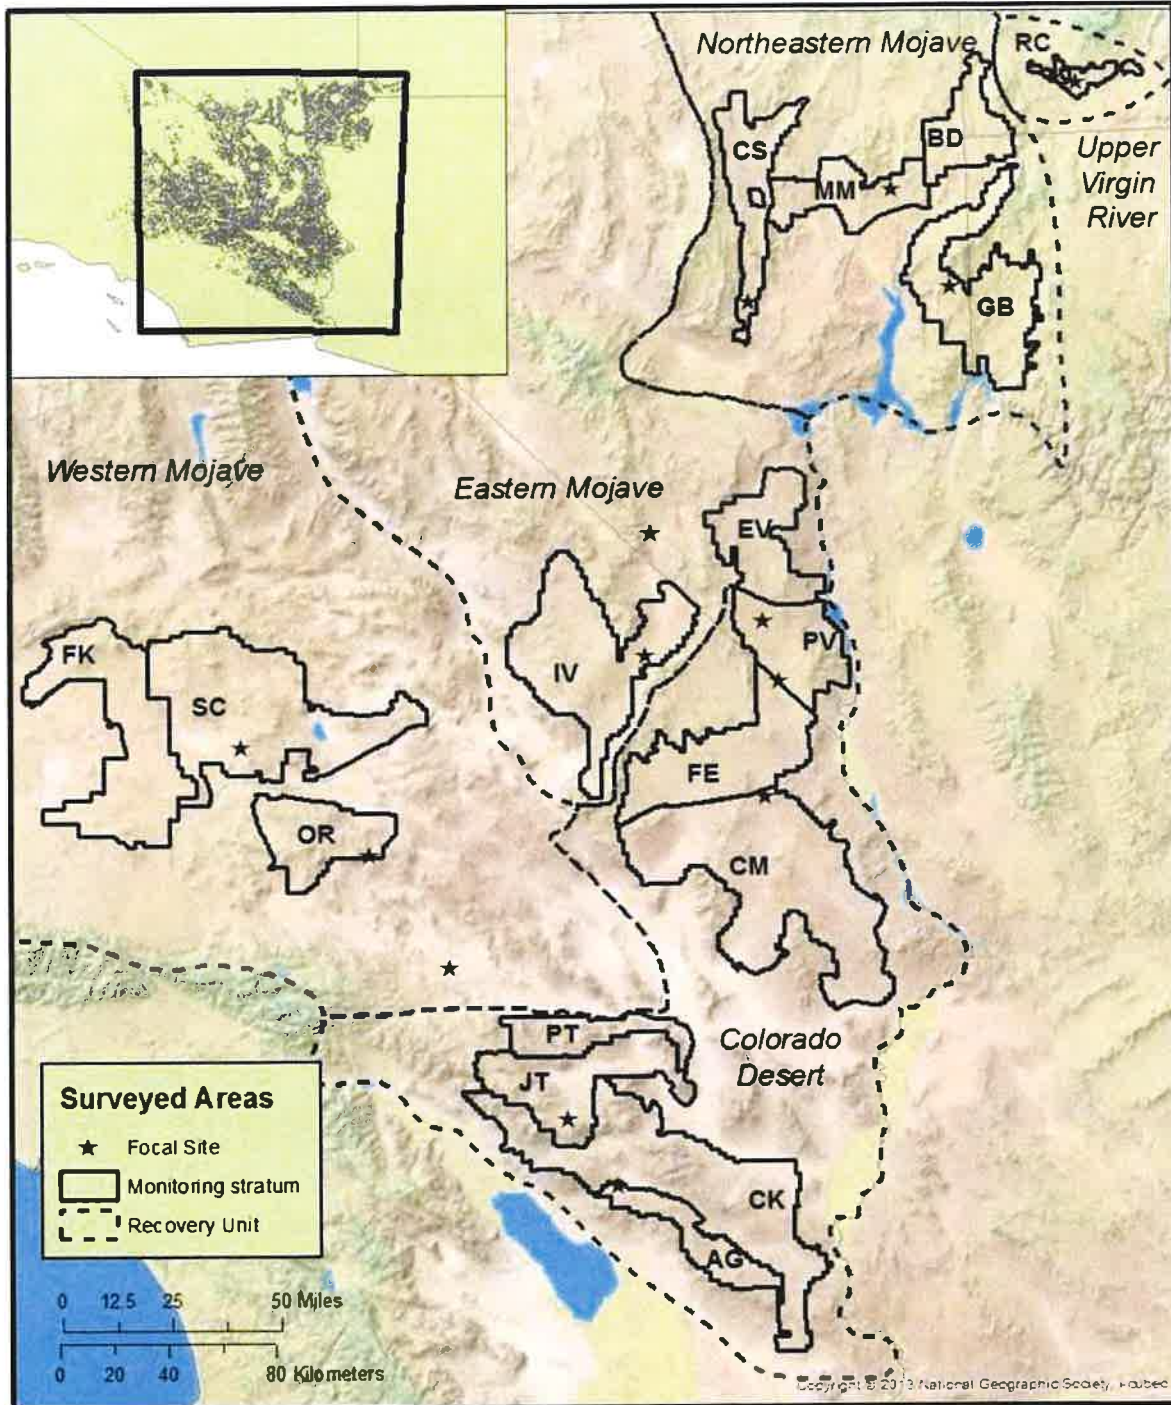 Northeastern Mojave
RC
CS
BD
MM
Upper
Virgin
River
GB
Western Mojave
Eastern Mojave
EV
FK
IV
PV
SC
FE
OR
CM
PT
Colorado
Desert
JT
CK
AG
Surveyed Areas
Focal Site
Monitoring stratum
Recovery Unit
0 12.5 25 50 Miles
0 20 40 80 Kilometers
Copyright © 2013 National Geographic Society, i-cubed